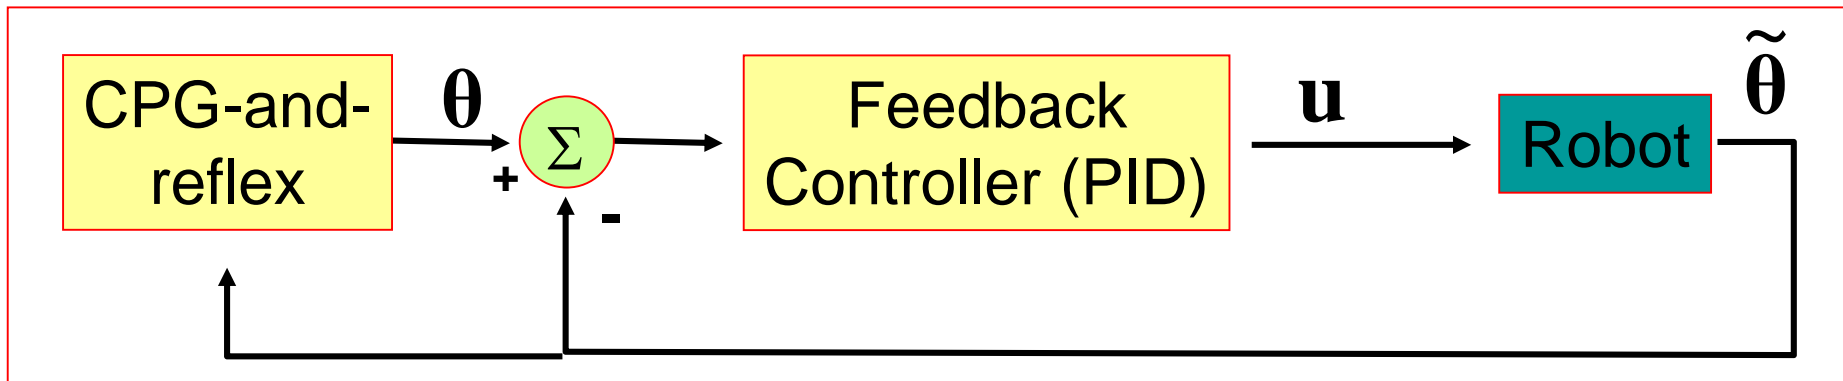 CPG-and-
reflex
θ
+
Σ
-
Feedback
Controller (PID)
u
Robot
θ̃